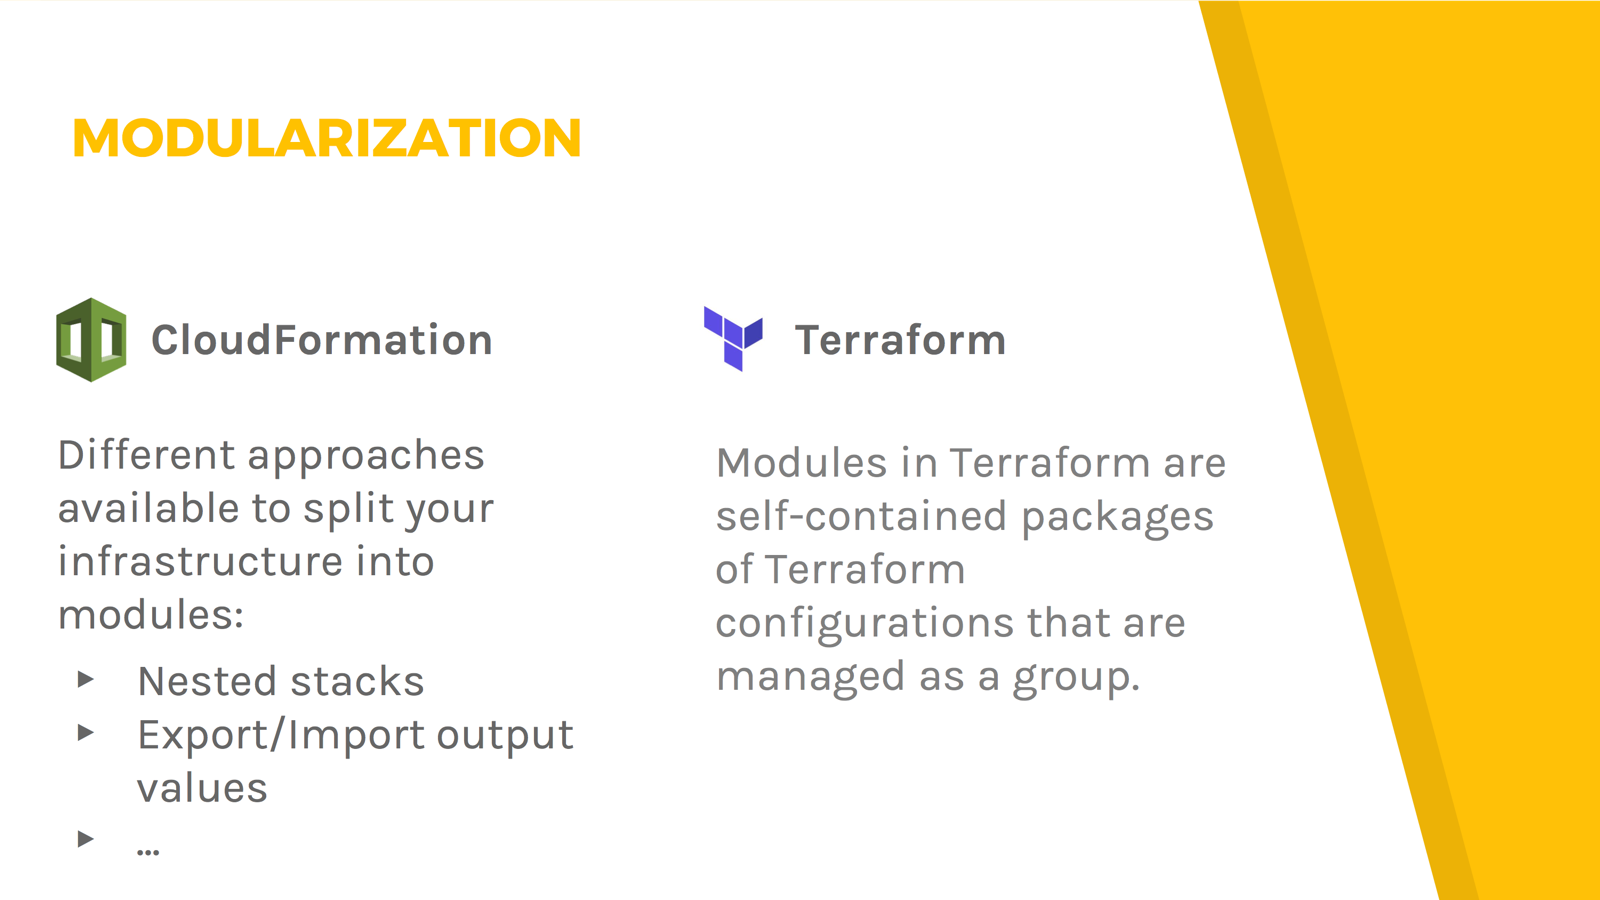 MODULARIZATION
CloudFormation
Different approaches
available to split your
infrastructure into
modules:
▸ Nested stacks
▸ Export/Import output
values
▸ ...
Terraform
Modules in Terraform are
self-contained packages
of Terraform
configurations that are
managed as a group.